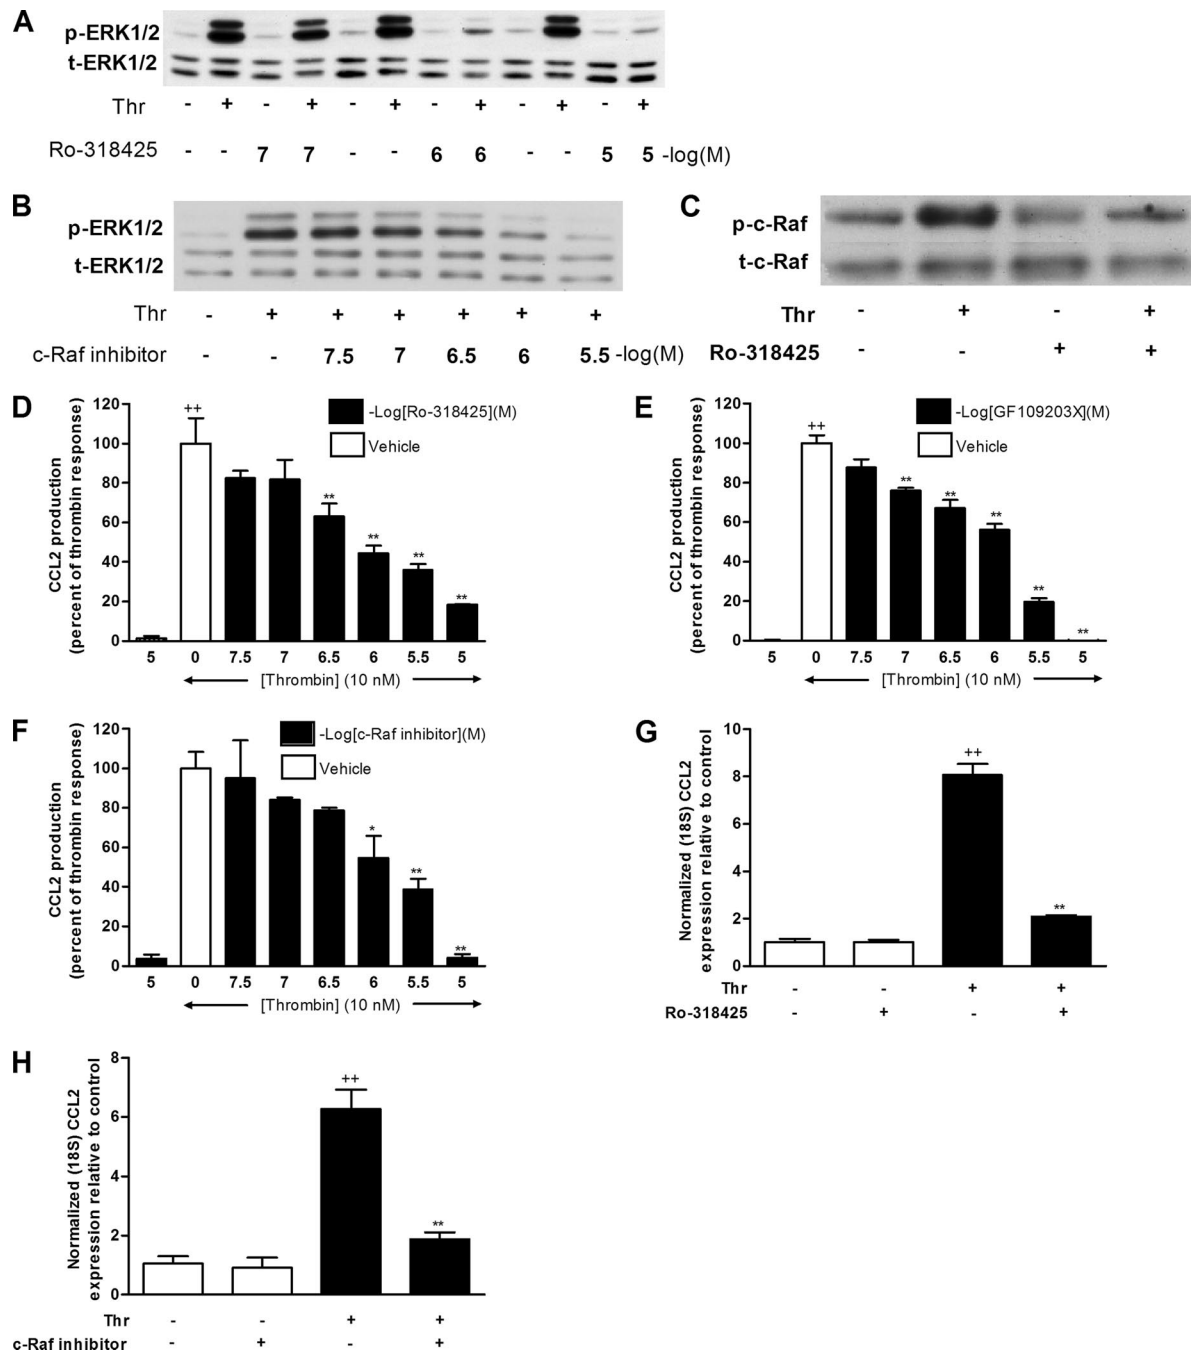 A
p-ERK1/2
t-ERK1/2
Thr - + - + - + - + - + - +
Ro-318425 - - 7 7 - - 6 6 - - 5 5 -log(M)
B
p-ERK1/2
t-ERK1/2
Thr - + + + + + +
c-Raf inhibitor - - 7.5 7 6.5 6 5.5 -log(M)
C
p-c-Raf
t-c-Raf
Thr - + - +
Ro-318425 - - + +
D
CCL2 production
(percent of thrombin response)
120
100
80
60
40
20
0
++
**
**
**
**
-Log[Ro-318425](M)
Vehicle
5 0 7.5 7 6.5 6 5.5 5
[Thrombin] (10 nM)
E
CCL2 production
(percent of thrombin response)
120
100
80
60
40
20
0
++
**
**
**
**
**
-Log[GF109203X](M)
Vehicle
5 0 7.5 7 6.5 6 5.5 5
[Thrombin] (10 nM)
F
CCL2 production
(percent of thrombin response)
120
100
80
60
40
20
0
*
**
**
-Log[c-Raf inhibitor](M)
Vehicle
5 0 7.5 7 6.5 6 5.5 5
[Thrombin] (10 nM)
G
Normalized (18S) CCL2
expression relative to control
10
8
6
4
2
0
++
**
Thr - - + +
Ro-318425 - + - +
H
Normalized (18S) CCL2
expression relative to control
8
6
4
2
0
++
**
Thr - - + +
c-Raf inhibitor - + - +